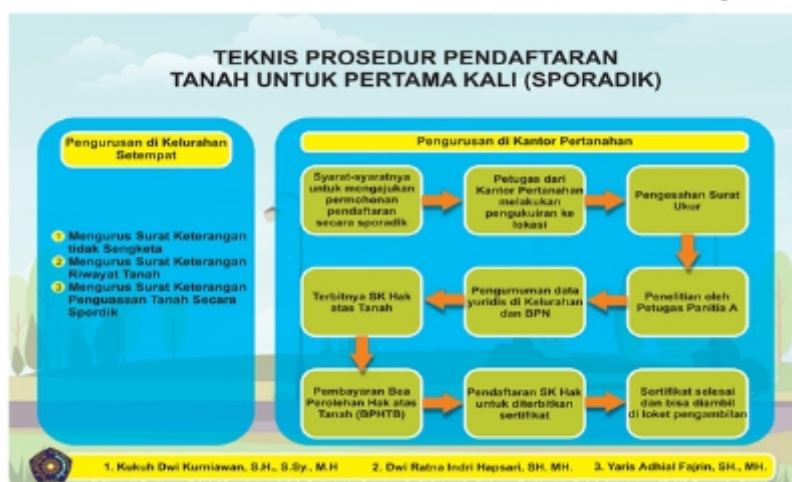 TEKNIS PROSEDUR PENDAFTARAN
TANAH UNTUK PERTAMA KALI (SPORADIK)
Pengurusan di Kelurahan
Setempat
1 Mengurus Surat Keterangan
tidak Sengketa
2 Mengurus Surat Keterangan
Riwayat Tanah
3 Mengurus Surat Keterangan
Penguasaan Tanah Secara
Spordik
Pengurusan di Kantor Pertanahan
Syarat-syaratnya
untuk mengajukan
permohonan
pendaftaran
secara sporadik
Petugas dari
Kantor Pertanahan
melakukan
pengukuiran ke
lokasi
Pengesahan Surat
Ukur
Penelitian oleh
Petugas Panitia A
Pengumuman data
yuridis di Kelurahan
dan BPN
Terbitnya SK Hak
atas Tanah
Pembayaran Bea
Perolehan Hak atas
Tanah (BPHTB)
Pendaftaran SK Hak
untuk diterbitkan
sertifikat
Sertifikat selesai
dan bisa diambil
di loket pengambilan
1. Kukuh Dwi Kurniawan, S.H., S.Sy., M.H 2. Dwi Ratna Indri Hapsari, SH. MH. 3. Yaris Adhial Fajrin, SH., MH.